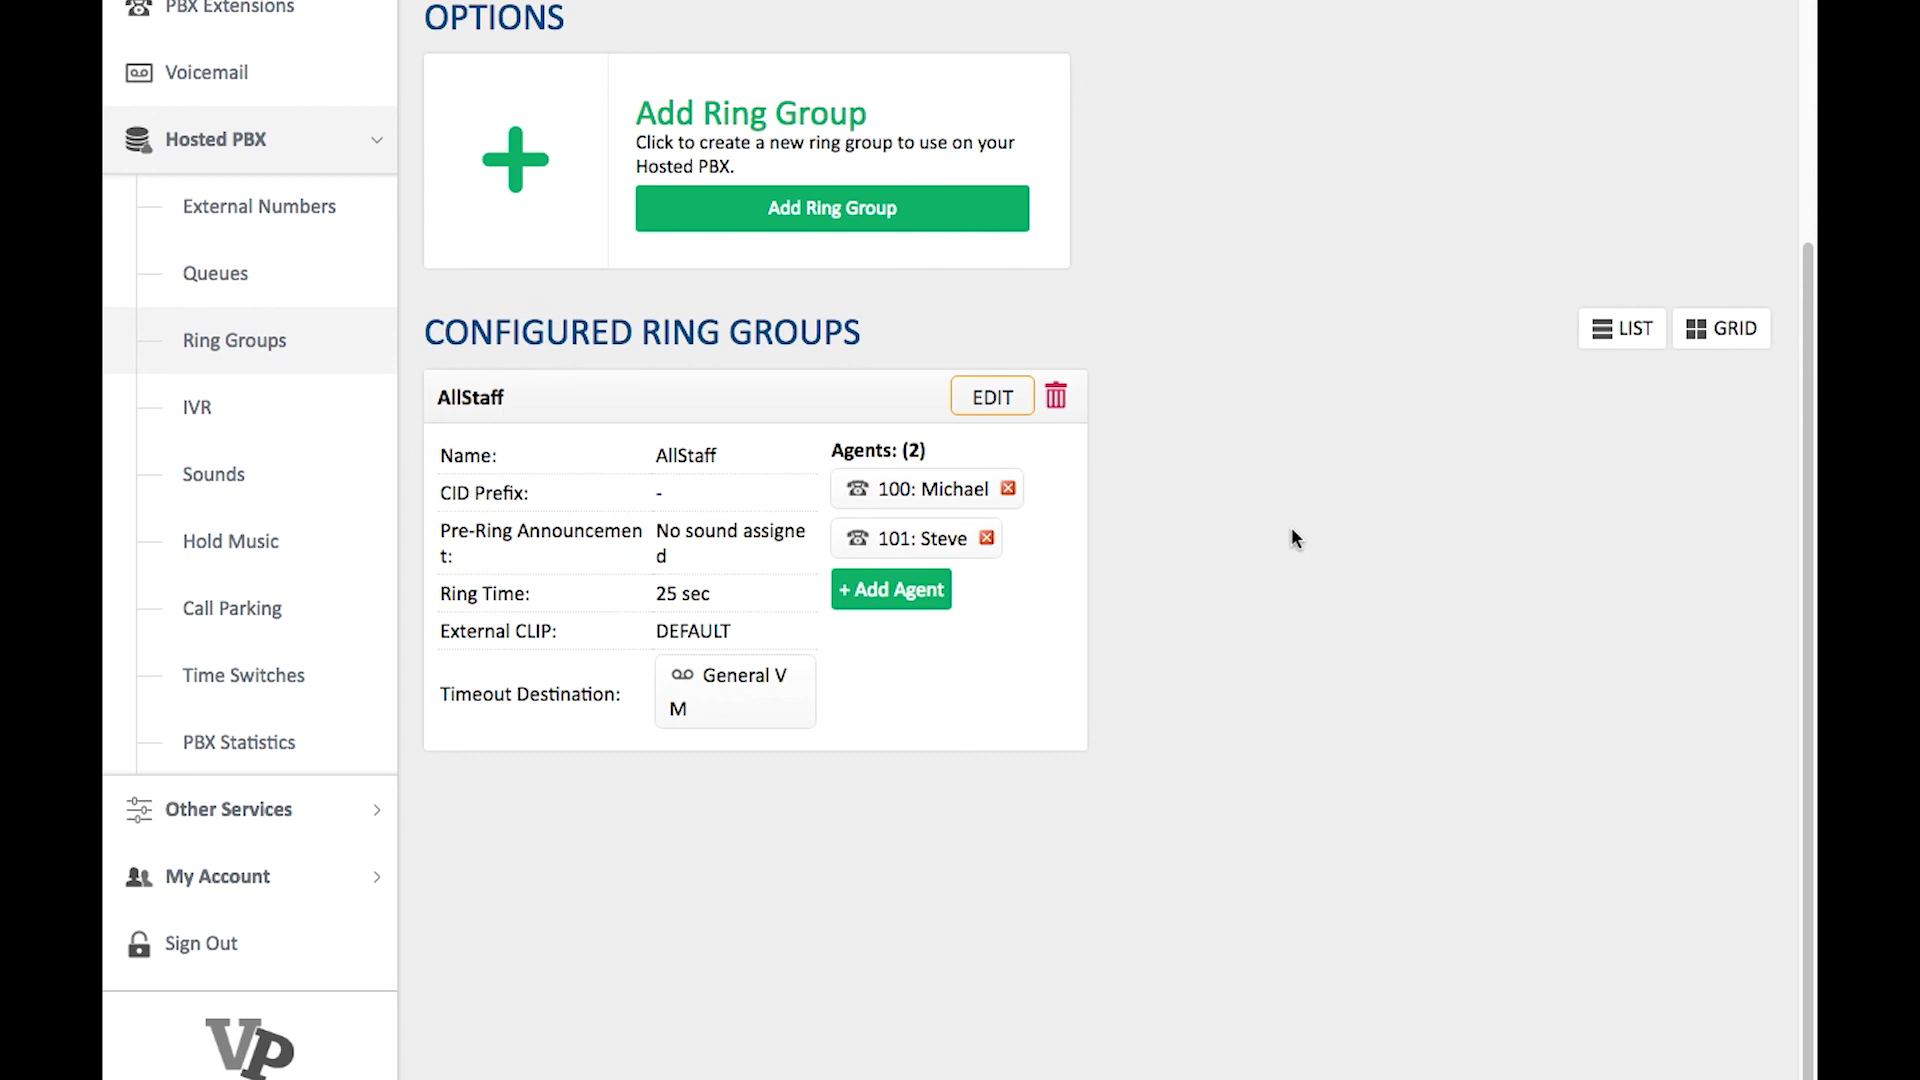 PBX Extensions
Voicemail
Hosted PBX
External Numbers
Queues
Ring Groups
IVR
Sounds
Hold Music
Call Parking
Time Switches
PBX Statistics
Other Services
My Account
Sign Out
VP
OPTIONS
Add Ring Group
Click to create a new ring group to use on your
Hosted PBX.
Add Ring Group
CONFIGURED RING GROUPS
LIST
GRID
AllStaff
EDIT
Name: AllStaff
CID Prefix: -
Pre-Ring Announcemen No sound assigne
t: d
Ring Time: 25 sec
External CLIP: DEFAULT
Timeout Destination:
General V
M
Agents: (2)
100: Michael
101: Steve
+ Add Agent